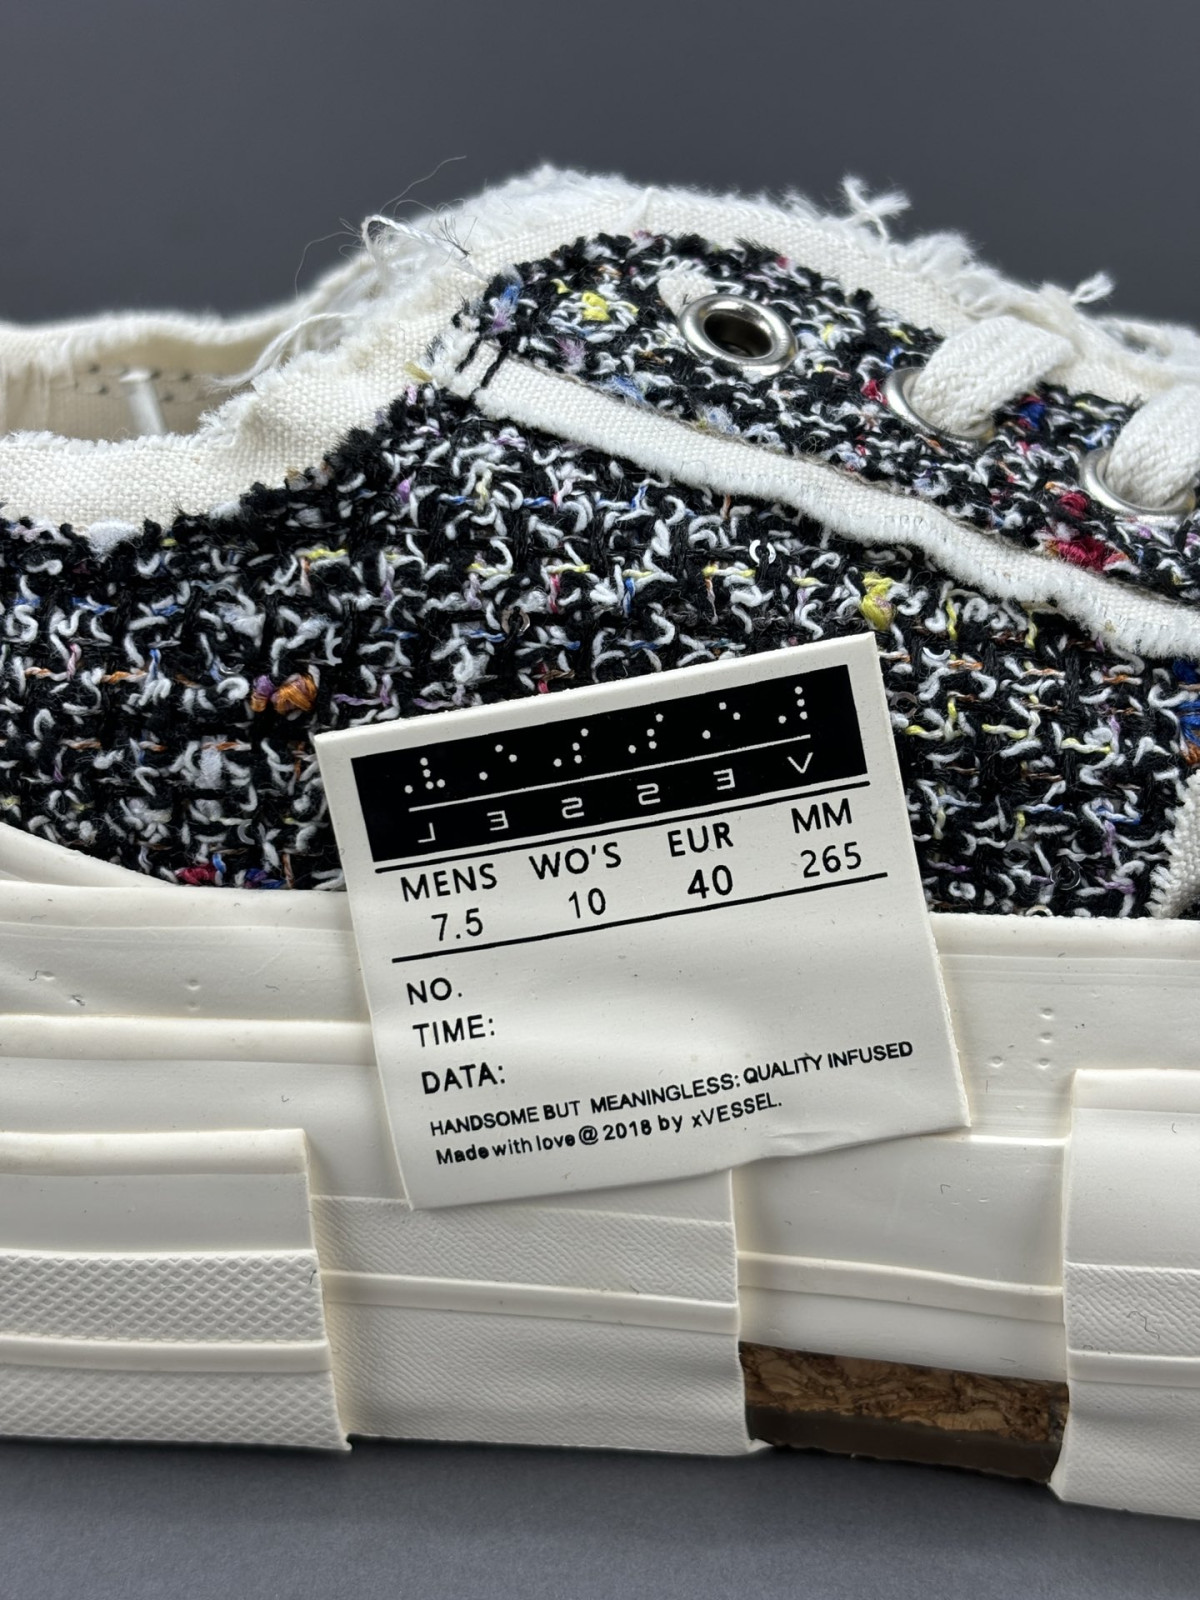 VESSEL
MENS WO'S EUR MM
7.5 10 40 265
NO.
TIME:
DATA:
HANDSOME BUT MEANINGLESS: QUALITY INFUSED
Made with love @ 2018 by xVESSEL.